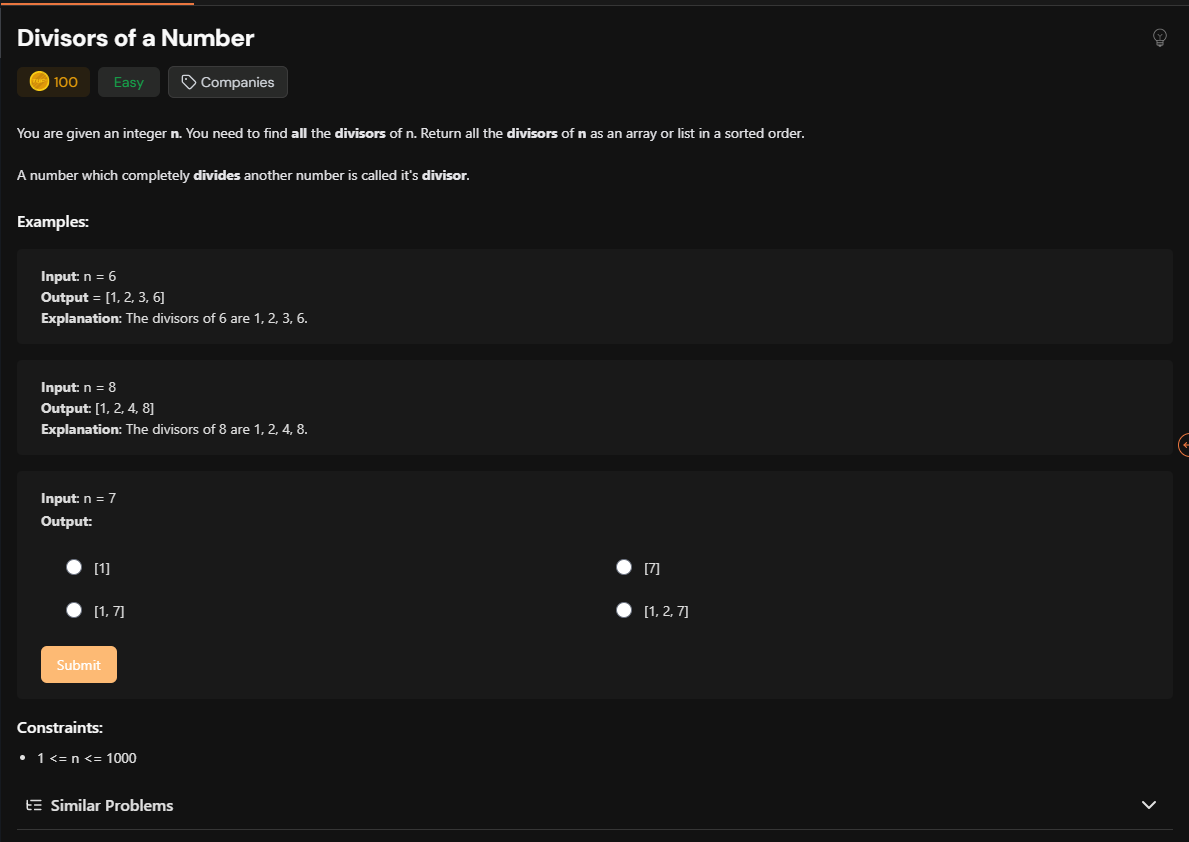 Divisors of a Number
100 Easy Companies
You are given an integer n. You need to find all the divisors of n. Return all the divisors of n as an array or list in a sorted order.
A number which completely divides another number is called it's divisor.
Examples:
Input: n = 6
Output = [1, 2, 3, 6]
Explanation: The divisors of 6 are 1, 2, 3, 6.
Input: n = 8
Output: [1, 2, 4, 8]
Explanation: The divisors of 8 are 1, 2, 4, 8.
Input: n = 7
Output:
[1] [7]
[1, 7] [1, 2, 7]
Submit
Constraints:
• 1 <= n <= 1000
Similar Problems